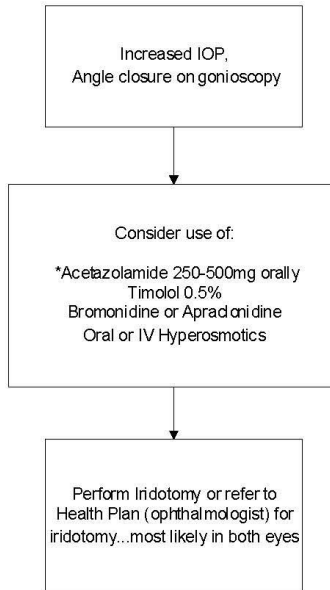 Increased IOP,
Angle closure on gonioscopy
Consider use of:
*Acetazolamide 250-500mg orally
Timolol 0.5%
Bromonidine or Apraclonidine
Oral or IV Hyperosmotics
Perform Iridotomy or refer to
Health Plan (ophthalmologist) for
iridotomy...most likely in both eyes